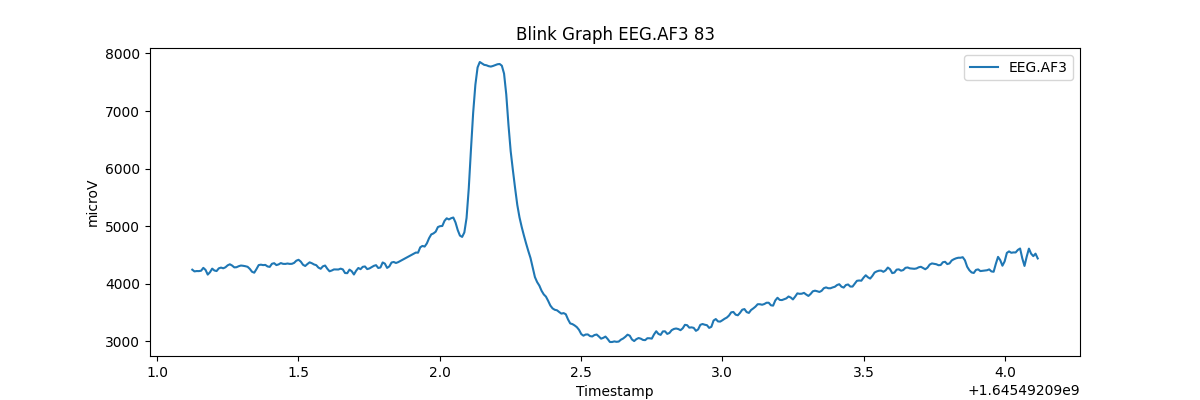 Blink Graph EEG.AF3 83
EEG.AF3
8000
7000
6000
5000
4000
3000
microV
1.0 1.5 2.0 2.5 3.0 3.5 4.0
Timestamp
+1.64549209e9